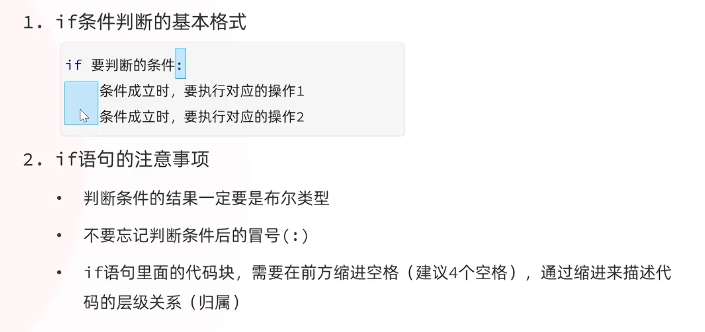 1. if条件判断的基本格式
if 要判断的条件:
条件成立时，要执行对应的操作1
条件成立时，要执行对应的操作2
2. if语句的注意事项
• 判断条件的结果一定要是布尔类型
• 不要忘记判断条件后的冒号(:)
• if语句里面的代码块，需要在前方缩进空格（建议4个空格），通过缩进来描述代
码的层级关系（归属）